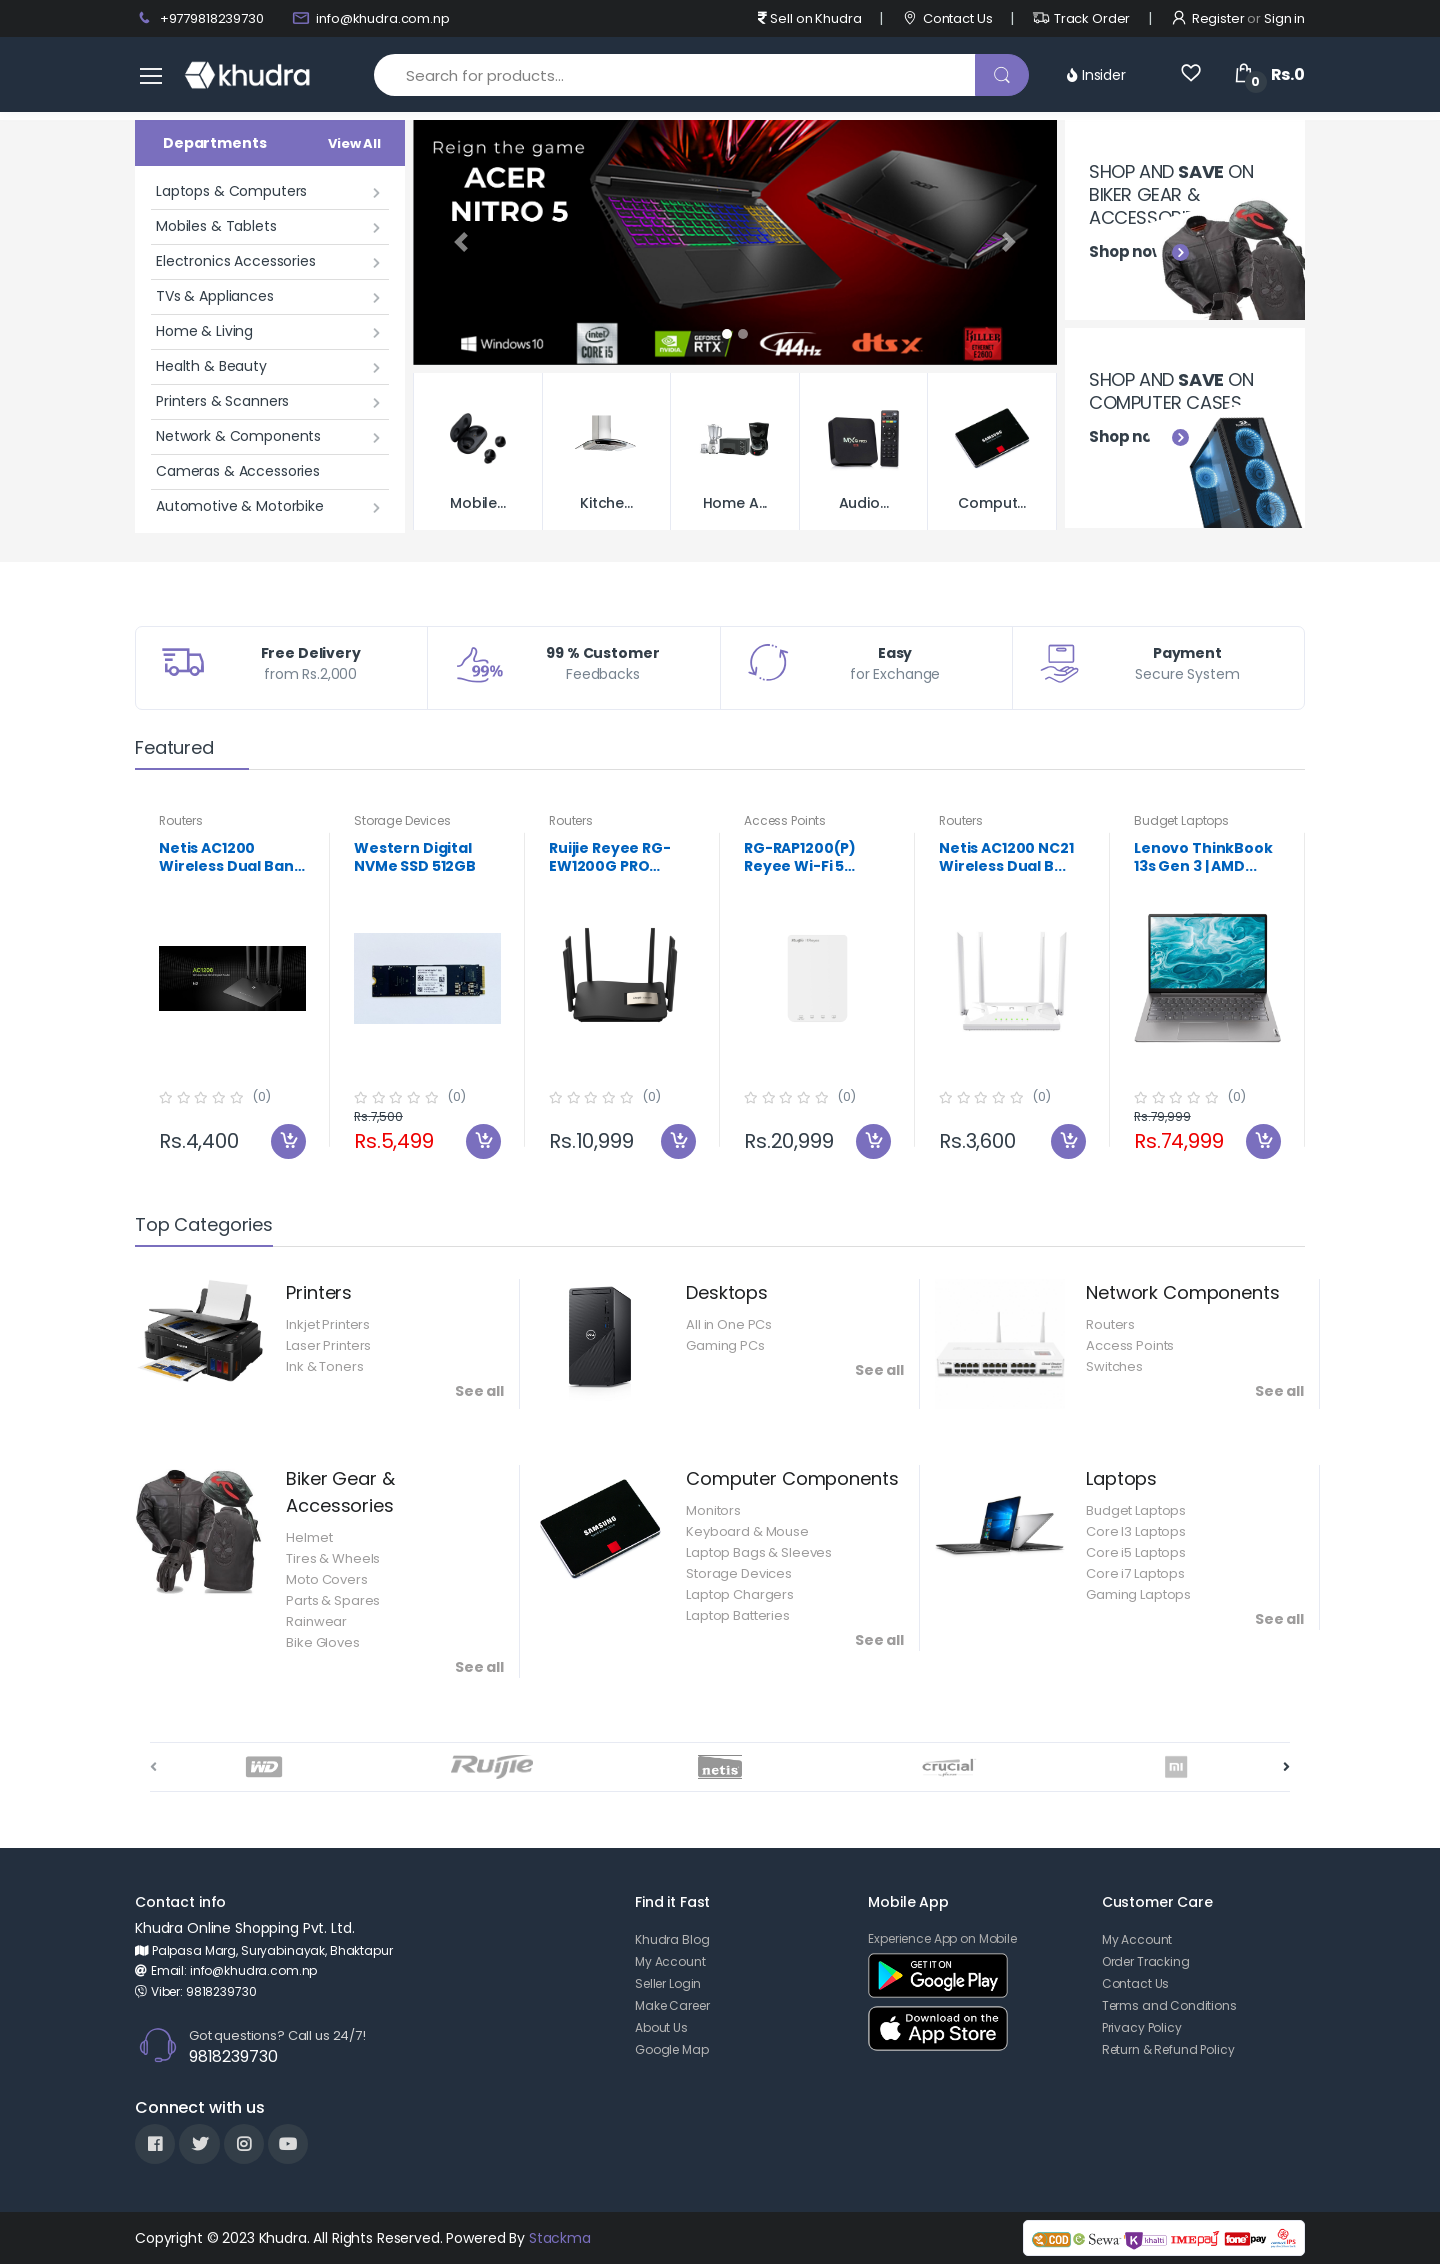 +9779818239730 info@khudra.com.np Sell on Khudra | Contact Us | Track Order | Register or Sign in
khudra Search for products... Insider 0 Rs.0
Departments View All
Laptops & Computers
Mobiles & Tablets
Electronics Accessories
TVs & Appliances
Home & Living
Health & Beauty
Printers & Scanners
Network & Components
Cameras & Accessories
Automotive & Motorbike
Reign the game
ACER
NITRO 5
Windows 10 intel CORE i5 NVIDIA GEFORCE RTX 144Hz dts X KILLER ETHERNET E2600
Mobile... Kitche... Home A... Audio... Comput...
SHOP AND SAVE ON
BIKER GEAR &
ACCESSORIE
Shop now
SHOP AND SAVE ON
COMPUTER CASES
Shop no
Free Delivery
from Rs.2,000
99%
99 % Customer
Feedbacks
Easy
for Exchange
Payment
Secure System
Featured
Routers
Netis AC1200
Wireless Dual Ban...
AC1200
(0)
Rs.4,400
Storage Devices
Western Digital
NVMe SSD 512GB
(0)
Rs.7,500
Rs.5,499
Routers
Ruijie Reyee RG-
EW1200G PRO...
(0)
Rs.10,999
Access Points
RG-RAP1200(P)
Reyee Wi-Fi 5...
(0)
Rs.20,999
Routers
Netis AC1200 NC21
Wireless Dual B...
(0)
Rs.3,600
Budget Laptops
Lenovo ThinkBook
13s Gen 3 | AMD...
(0)
Rs.79,999
Rs.74,999
Top Categories
Printers
Inkjet Printers
Laser Printers
Ink & Toners
See all
Desktops
All in One PCs
Gaming PCs
See all
Network Components
Routers
Access Points
Switches
See all
Biker Gear &
Accessories
Helmet
Tires & Wheels
Moto Covers
Parts & Spares
Rainwear
Bike Gloves
See all
SAMSUNG
Computer Components
Monitors
Keyboard & Mouse
Laptop Bags & Sleeves
Storage Devices
Laptop Chargers
Laptop Batteries
See all
Laptops
Budget Laptops
Core I3 Laptops
Core i5 Laptops
Core i7 Laptops
Gaming Laptops
See all
WD Ruijie netis crucial mi
Contact info
Khudra Online Shopping Pvt. Ltd.
Palpasa Marg, Suryabinayak, Bhaktapur
Email: info@khudra.com.np
Viber: 9818239730
Got questions? Call us 24/7!
9818239730
Connect with us
Find it Fast
Khudra Blog
My Account
Seller Login
Make Career
About Us
Google Map
Mobile App
Experience App on Mobile
GET IT ON
Google Play
Download on the
App Store
Customer Care
My Account
Order Tracking
Contact Us
Terms and Conditions
Privacy Policy
Return & Refund Policy
Copyright © 2023 Khudra. All Rights Reserved. Powered By Stackma
COD eSewa khalti IMEpay fonepay IPS